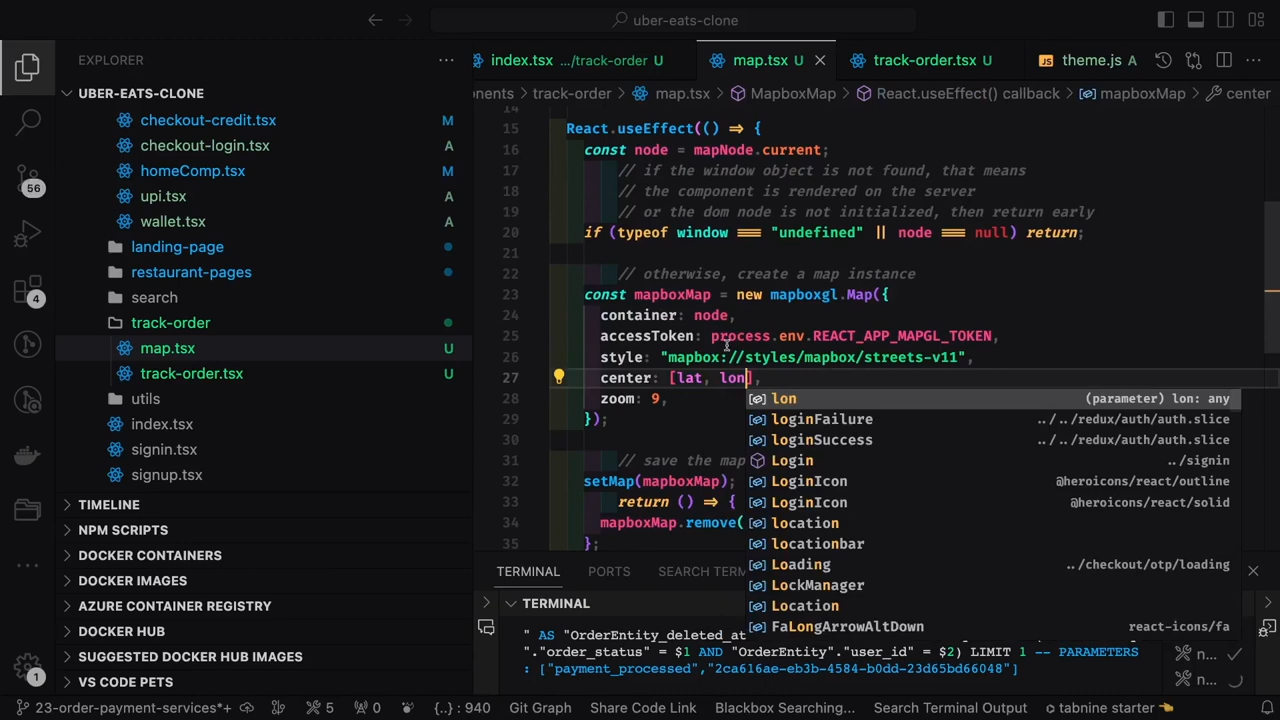 uber-eats-clone
EXPLORER
index.tsx .../track-order U
map.tsx U
track-order.tsx U
theme.js A
UBER-EATS-CLONE
onents > track-order > map.tsx > MapboxMap > React.useEffect() callback > mapboxMap > center
checkout-credit.tsx M
checkout-login.tsx A
homeComp.tsx M
upi.tsx A
wallet.tsx A
landing-page
restaurant-pages
search
track-order
map.tsx U
track-order.tsx U
utils
index.tsx
signin.tsx
signup.tsx
TIMELINE
NPM SCRIPTS
DOCKER CONTAINERS
DOCKER IMAGES
AZURE CONTAINER REGISTRY
DOCKER HUB
SUGGESTED DOCKER HUB IMAGES
VS CODE PETS
56
4
1
14
15 React.useEffect(() => {
16 const node = mapNode.current;
17 // if the window object is not found, that means
18 // the component is rendered on the server
19 // or the dom node is not initialized, then return early
20 if (typeof window === "undefined" || node === null) return;
21
22 // otherwise, create a map instance
23 const mapboxMap = new mapboxgl.Map({
24 container: node,
25 accessToken: process.env.REACT_APP_MAPGL_TOKEN,
26 style: "mapbox://styles/mapbox/streets-v11",
27 center: [lat, lon],
28 zoom: 9,
29 });
30
31 // save the map
32 setMap(mapboxMap);
33 return () => {
34 mapboxMap.remove(
35 };
lon (parameter) lon: any
loginFailure ../../redux/auth/auth.slice
loginSuccess ../../redux/auth/auth.slice
Login ../signin
LoginIcon @heroicons/react/outline
LoginIcon @heroicons/react/solid
location
locationbar
Loading ../checkout/otp/loading
LockManager
Location
FaLongArrowAltDown react-icons/fa
TERMINAL PORTS SEARCH TERM
TERMINAL
" AS "OrderEntity_deleted_at
"."order_status" = $1 AND "OrderEntity"."user_id" = $2) LIMIT 1 -- PARAMETERS
: ["payment_processed","2ca616ae-eb3b-4584-b0dd-23d65bd66048"]
n...
n...
23-order-payment-services*+ 5 0 {..} : 940 Git Graph Share Code Link Blackbox Searching... Search Terminal Output tabnine starter